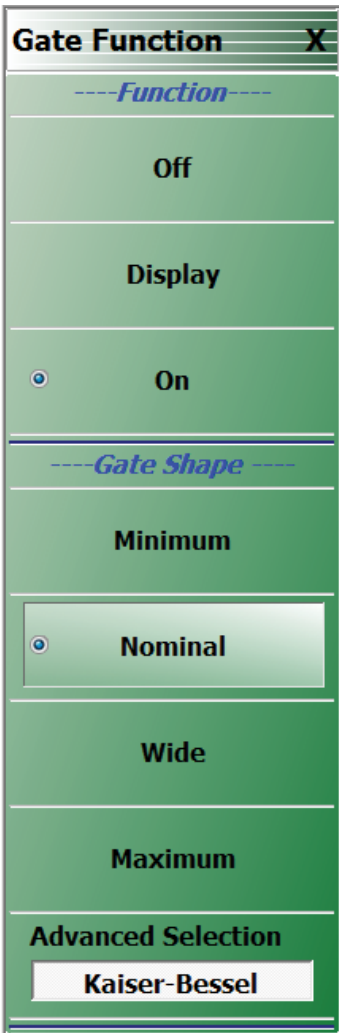 Gate Function X
----Function----
Off
Display
On
----Gate Shape ----
Minimum
Nominal
Wide
Maximum
Advanced Selection
Kaiser-Bessel